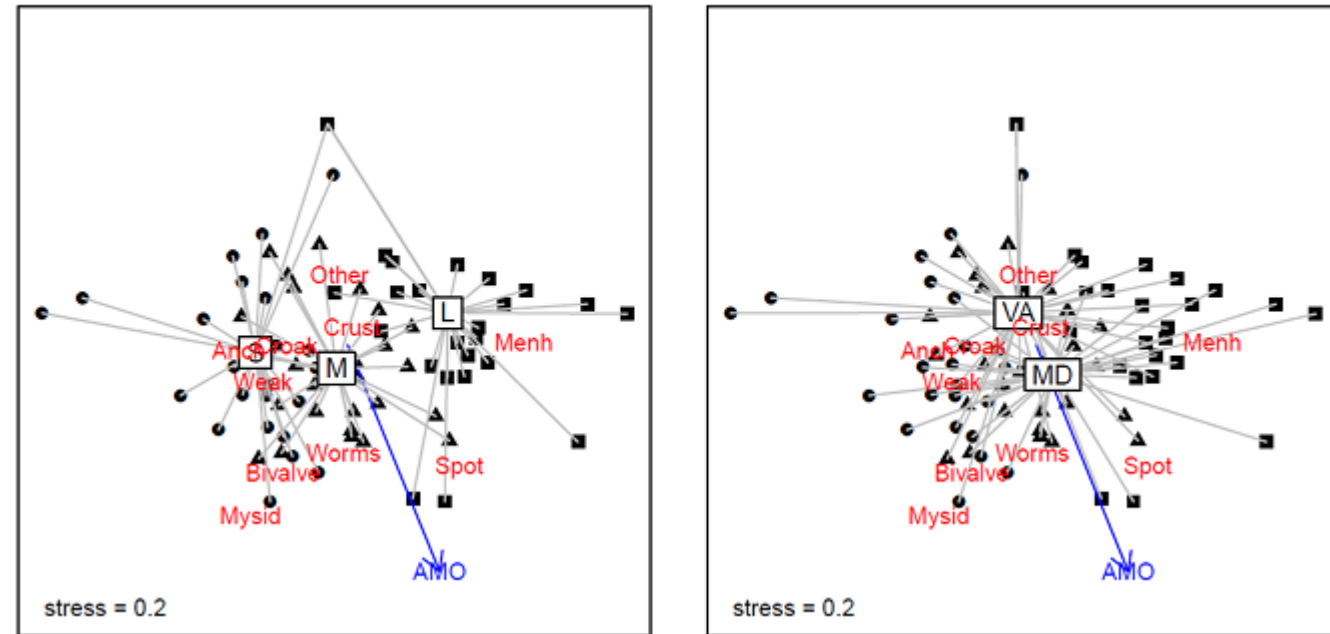 Other
L
Crust
Menh
S
Anch
Croak
M
Weak
Worms
Spot
Bivalve
Mysid
AMO
stress = 0.2
Other
VA
Crust
Menh
Anch
Croak
MD
Weak
Worms
Spot
Bivalve
Mysid
AMO
stress = 0.2